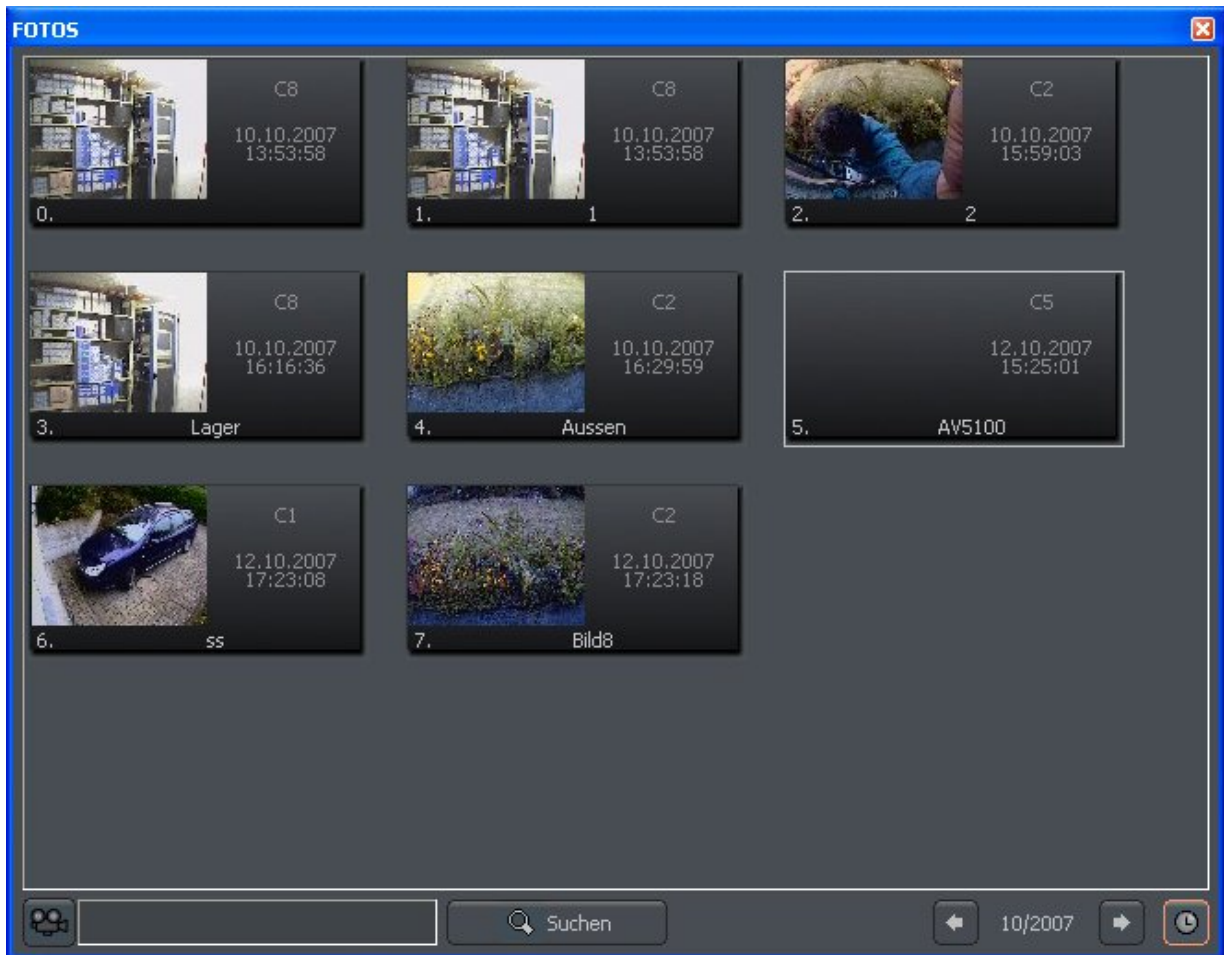 FOTOS
C8
10.10.2007
13:53:58
0.
C8
10.10.2007
13:53:58
1. 1
C2
10.10.2007
15:59:03
2. 2
C8
10.10.2007
16:16:36
3. Lager
C2
10.10.2007
16:29:59
4. Aussen
C5
12.10.2007
15:25:01
5. AV5100
C1
12.10.2007
17:23:08
6. ss
C2
12.10.2007
17:23:18
7. Bild8
Suchen
10/2007